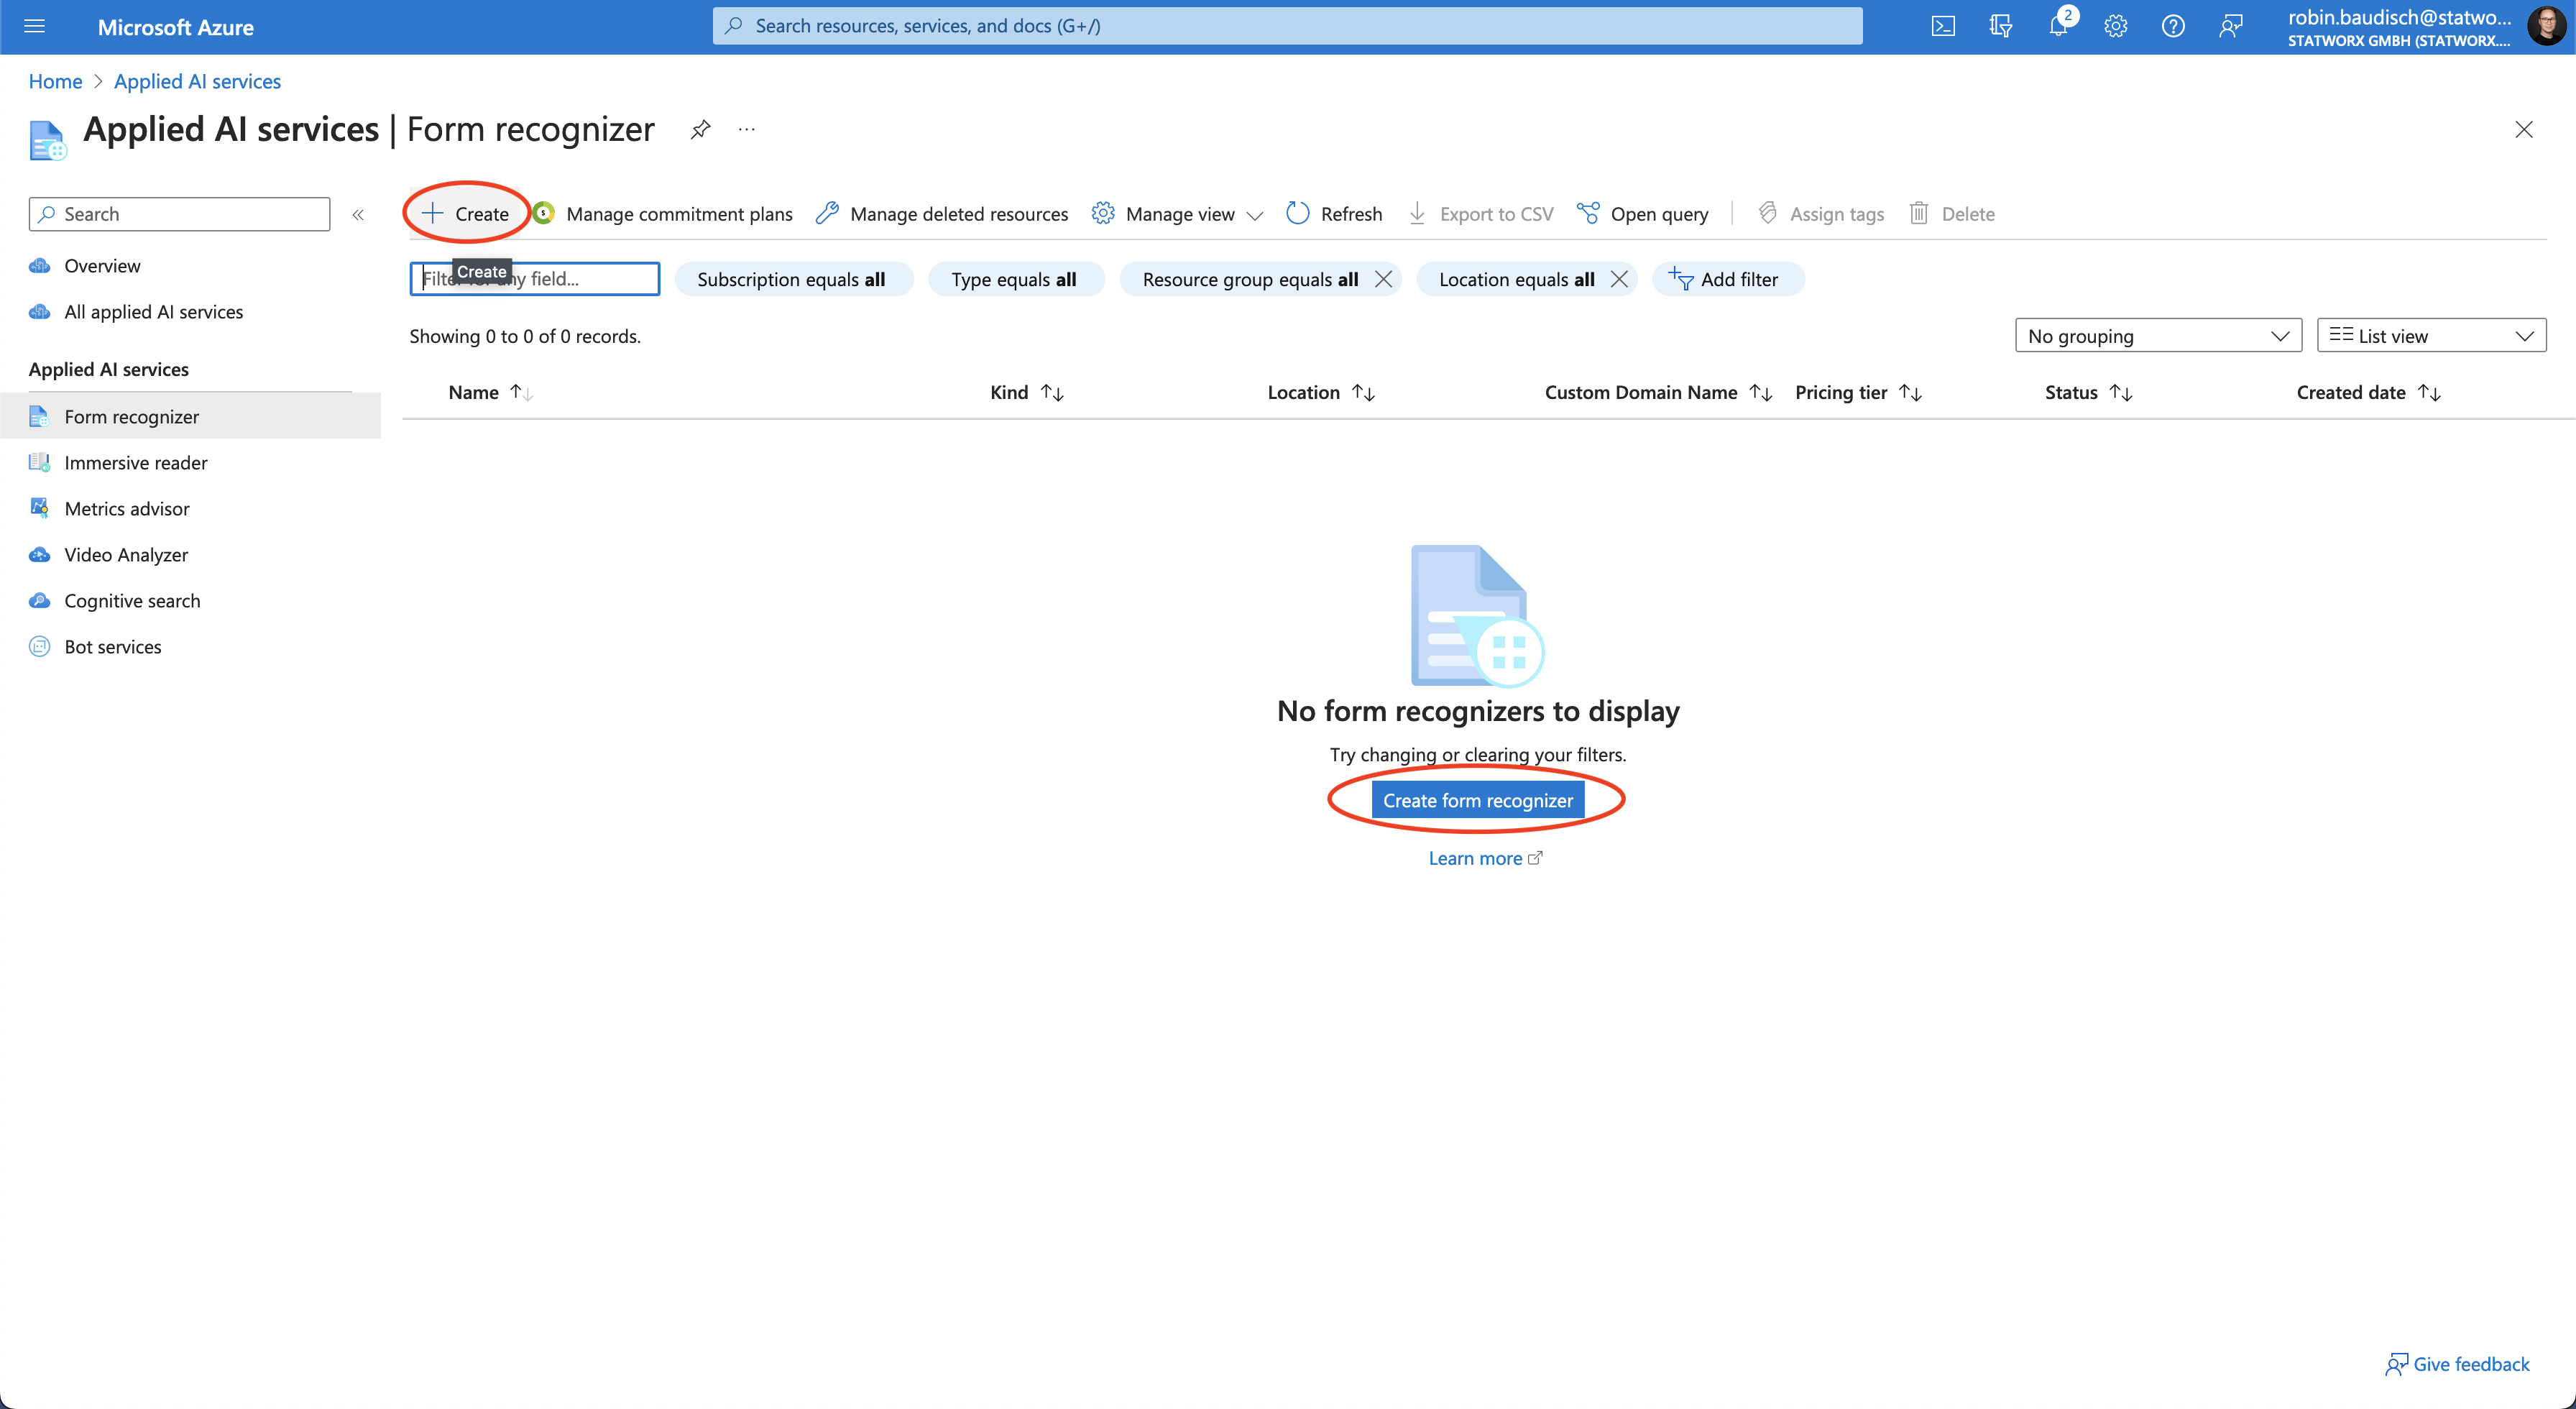 Microsoft Azure
Search resources, services, and docs (G+/)
2
robin.baudisch@statwo...
STATWORX GMBH (STATWORX....
Home > Applied AI services
Applied AI services | Form recognizer
...
Search
«
Create
Manage commitment plans
Manage deleted resources
Manage view
Refresh
Export to CSV
Open query
Assign tags
Delete
Create
Filter for any field...
Subscription equals all
Type equals all
Resource group equals all
Location equals all
Add filter
Overview
All applied AI services
Applied AI services
Form recognizer
Immersive reader
Metrics advisor
Video Analyzer
Cognitive search
Bot services
Showing 0 to 0 of 0 records.
No grouping
List view
Name
Kind
Location
Custom Domain Name
Pricing tier
Status
Created date
No form recognizers to display
Try changing or clearing your filters.
Create form recognizer
Learn more
Give feedback